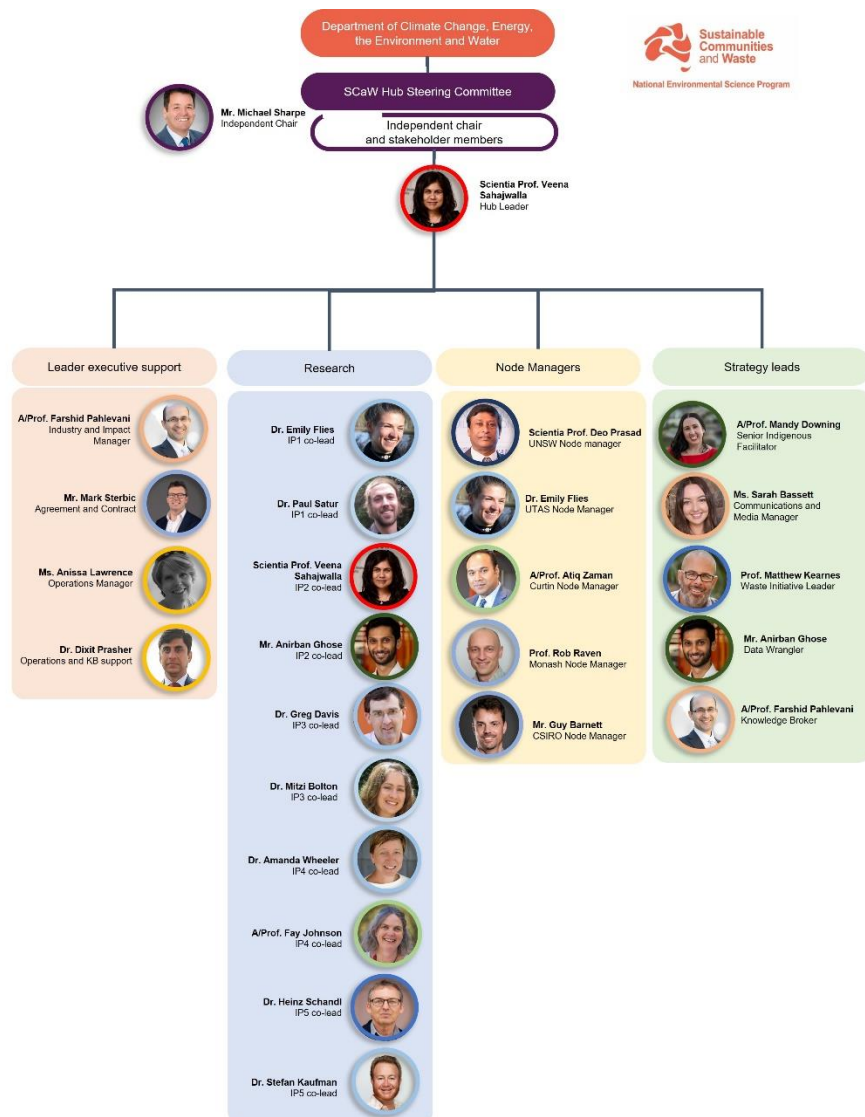 Department of Climate Change, Energy,
the Environment and Water
Sustainable
Communities
and Waste
National Environmental Science Program
SCaW Hub Steering Committee
Mr. Michael Sharpe
Independent Chair
Independent chair
and stakeholder members
Scientia Prof. Veena
Sahajwalla
Hub Leader
Leader executive support
A/Prof. Farshid Pahlevani
Industry and Impact
Manager
Mr. Mark Sterbic
Agreement and Contract
Ms. Anissa Lawrence
Operations Manager
Dr. Dixit Prasher
Operations and KB support
Research
Dr. Emily Flies
IP1 co-lead
Dr. Paul Satur
IP1 co-lead
Scientia Prof. Veena
Sahajwalla
IP2 co-lead
Mr. Anirban Ghose
IP2 co-lead
Dr. Greg Davis
IP3 co-lead
Dr. Mitzi Bolton
IP3 co-lead
Dr. Amanda Wheeler
IP4 co-lead
A/Prof. Fay Johnson
IP4 co-lead
Dr. Heinz Schandl
IP5 co-lead
Dr. Stefan Kaufman
IP5 co-lead
Node Managers
Scientia Prof. Deo Prasad
UNSW Node manager
Dr. Emily Flies
UTAS Node Manager
A/Prof. Atiq Zaman
Curtin Node Manager
Prof. Rob Raven
Monash Node Manager
Mr. Guy Barnett
CSIRO Node Manager
Strategy leads
A/Prof. Mandy Downing
Senior Indigenous
Facilitator
Ms. Sarah Bassett
Communications and
Media Manager
Prof. Matthew Kearnes
Waste Initiative Leader
Mr. Anirban Ghose
Data Wrangler
A/Prof. Farshid Pahlevani
Knowledge Broker